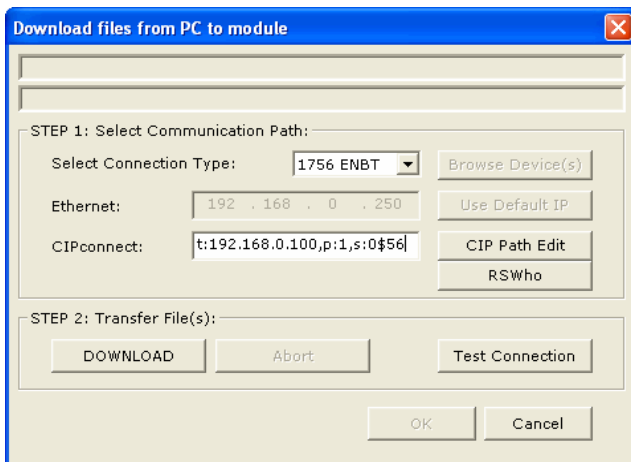 Download files from PC to module
STEP 1: Select Communication Path:
Select Connection Type: 1756 ENBT Browse Device(s)
Ethernet: 192 . 168 . 0 . 250 Use Default IP
CIPconnect: t:192.168.0.100,p:1,s:0$56 CIP Path Edit
RSWho
STEP 2: Transfer File(s):
DOWNLOAD Abort Test Connection
OK Cancel